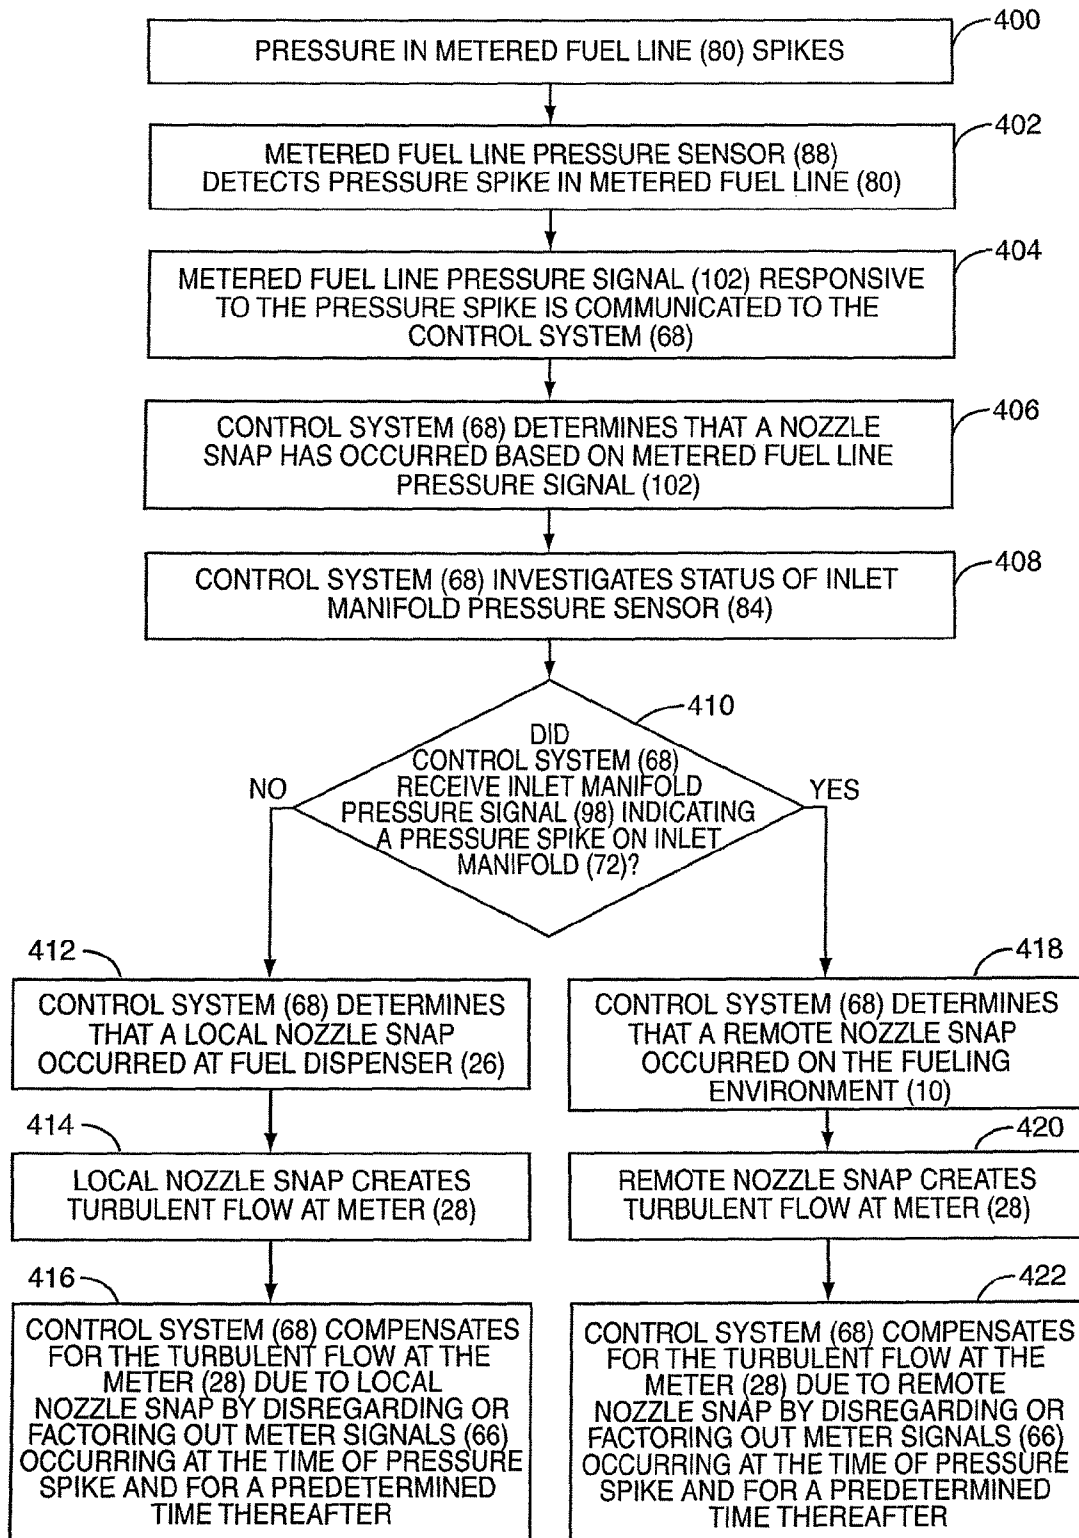 400
PRESSURE IN METERED FUEL LINE (80) SPIKES
402
METERED FUEL LINE PRESSURE SENSOR (88)
DETECTS PRESSURE SPIKE IN METERED FUEL LINE (80)
404
METERED FUEL LINE PRESSURE SIGNAL (102) RESPONSIVE
TO THE PRESSURE SPIKE IS COMMUNICATED TO THE
CONTROL SYSTEM (68)
406
CONTROL SYSTEM (68) DETERMINES THAT A NOZZLE
SNAP HAS OCCURRED BASED ON METERED FUEL LINE
PRESSURE SIGNAL (102)
408
CONTROL SYSTEM (68) INVESTIGATES STATUS OF INLET
MANIFOLD PRESSURE SENSOR (84)
410
DID
CONTROL SYSTEM (68)
RECEIVE INLET MANIFOLD
PRESSURE SIGNAL (98) INDICATING
A PRESSURE SPIKE ON INLET
MANIFOLD (72)?
NO
YES
412
CONTROL SYSTEM (68) DETERMINES
THAT A LOCAL NOZZLE SNAP
OCCURRED AT FUEL DISPENSER (26)
414
LOCAL NOZZLE SNAP CREATES
TURBULENT FLOW AT METER (28)
416
CONTROL SYSTEM (68) COMPENSATES
FOR THE TURBULENT FLOW AT THE
METER (28) DUE TO LOCAL
NOZZLE SNAP BY DISREGARDING OR
FACTORING OUT METER SIGNALS (66)
OCCURRING AT THE TIME OF PRESSURE
SPIKE AND FOR A PREDETERMINED
TIME THEREAFTER
418
CONTROL SYSTEM (68) DETERMINES
THAT A REMOTE NOZZLE SNAP
OCCURRED ON THE FUELING
ENVIRONMENT (10)
420
REMOTE NOZZLE SNAP CREATES
TURBULENT FLOW AT METER (28)
422
CONTROL SYSTEM (68) COMPENSATES
FOR THE TURBULENT FLOW AT THE
METER (28) DUE TO REMOTE
NOZZLE SNAP BY DISREGARDING OR
FACTORING OUT METER SIGNALS (66)
OCCURRING AT THE TIME OF PRESSURE
SPIKE AND FOR A PREDETERMINED
TIME THEREAFTER